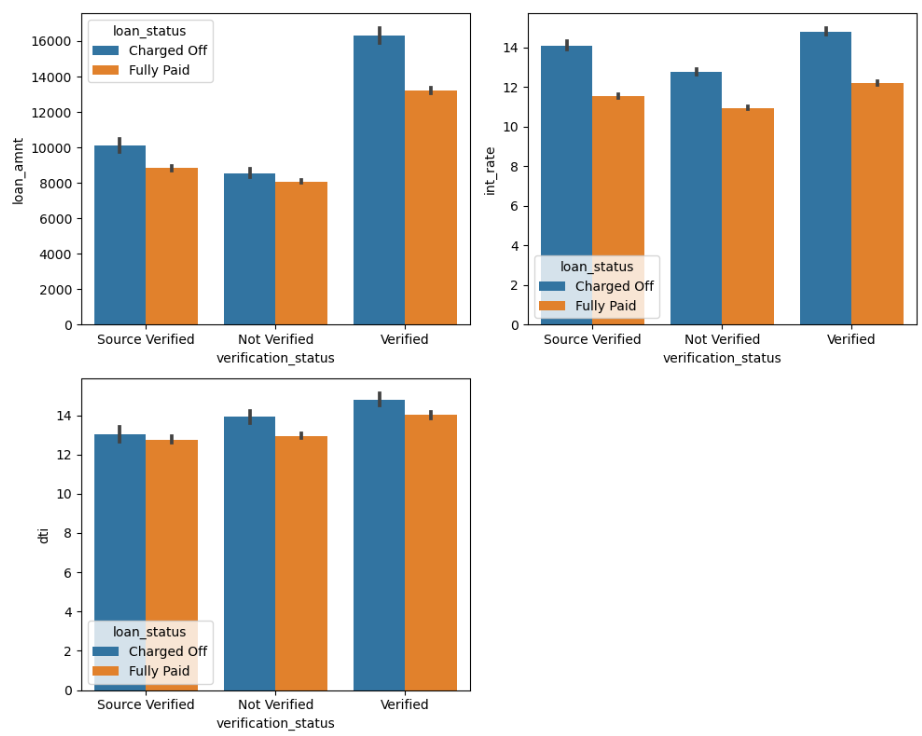 loan_status
Charged Off
Fully Paid
16000
14000
12000
10000
8000
6000
4000
2000
0
loan_amnt
Source Verified Not Verified Verified
verification_status
14
12
10
8
6
4
2
0
int_rate
loan_status
Charged Off
Fully Paid
Source Verified Not Verified Verified
verification_status
14
12
10
8
6
4
2
0
dti
loan_status
Charged Off
Fully Paid
Source Verified Not Verified Verified
verification_status